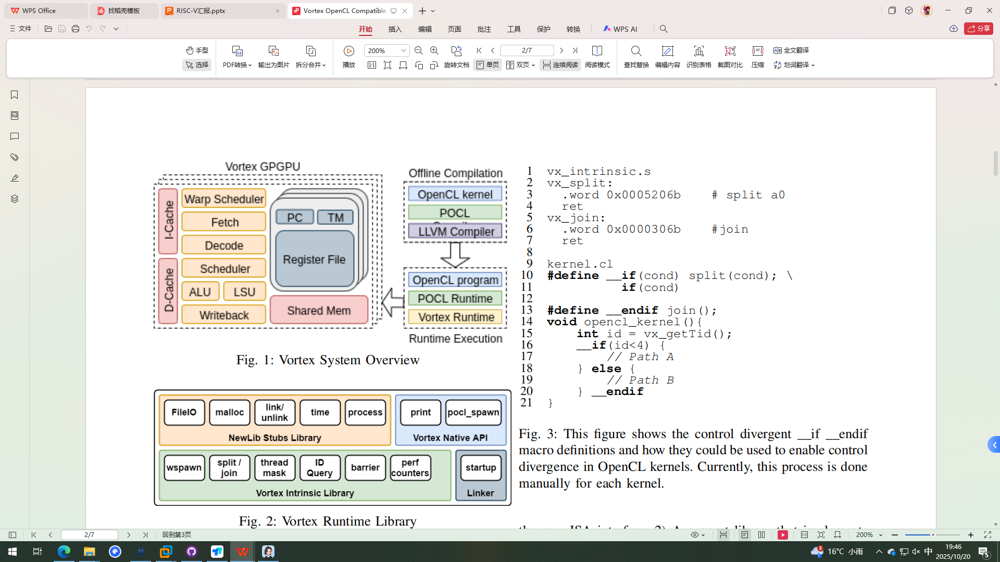 WPS Office
找稻壳模板
RISC-V汇报.pptx
Vortex OpenCL Compatible
文件
开始
插入
编辑
页面
批注
工具
保护
转换
WPS AI
分享
手型
选择
PDF转换
输出为图片
拆分合并
播放
200%
旋转文档
2/7
单页
双页
连续阅读
阅读模式
查找替换
编辑内容
识别表格
截图对比
压缩
全文翻译
划词翻译
Vortex GPGPU
I-Cache
D-Cache
Warp Scheduler
Fetch
Decode
Scheduler
ALU
LSU
Writeback
PC
TM
Register File
Shared Mem
Offline Compilation
OpenCL kernel
POCL
LLVM Compiler
OpenCL program
POCL Runtime
Vortex Runtime
Runtime Execution
Fig. 1: Vortex System Overview
FileIO
malloc
link/
unlink
time
process
NewLib Stubs Library
print
pocl_spawn
Vortex Native API
wspawn
split /
join
thread
mask
ID
Query
barrier
perf
counters
Vortex Intrinsic Library
startup
Linker
Fig. 2: Vortex Runtime Library
1 vx_intrinsic.s
2 vx_split:
3 .word 0x0005206b # split a0
4 ret
5 vx_join:
6 .word 0x0000306b #join
7 ret
8
9 kernel.cl
10 #define __if(cond) split(cond); \
11 if(cond)
12
13 #define __endif join();
14 void opencl_kernel(){
15 int id = vx_getTid();
16 __if(id<4) {
17 // Path A
18 } else {
19 // Path B
20 } __endif
21 }
Fig. 3: This figure shows the control divergent __if __endif
macro definitions and how they could be used to enable control
divergence in OpenCL kernels. Currently, this process is done
manually for each kernel.
2/7
回到第3页
200%
16°C 小雨
中
19:46
2025/10/20
3
5